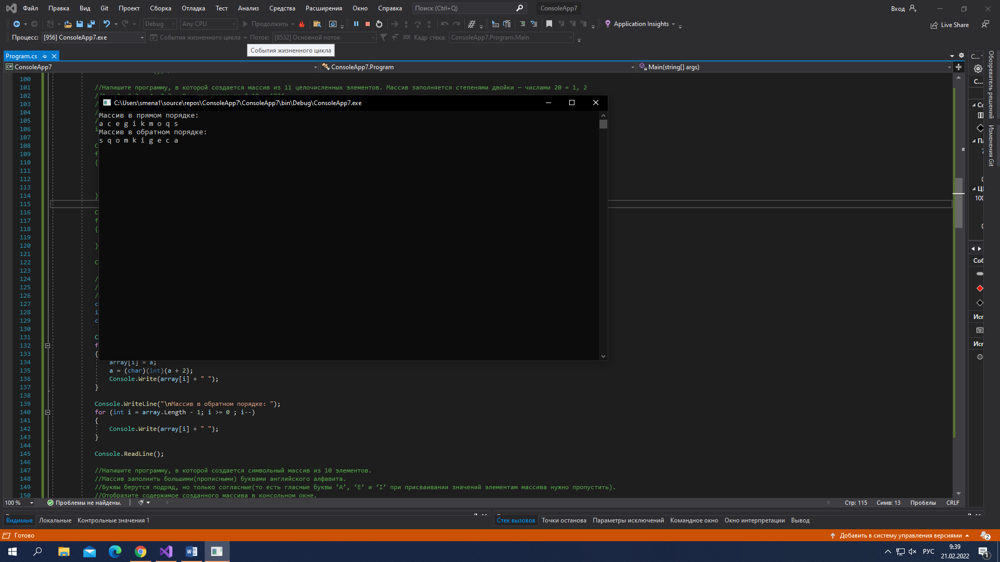 Файл Правка Вид Git Проект Сборка Отладка Тест Анализ Средства Расширения Окно Справка Поиск (Ctrl+Q) ConsoleApp7 Вход
Debug Any CPU Продолжить Application Insights Live Share
Процесс: [956] ConsoleApp7.exe События жизненного цикла Поток: [8532] Основной поток Кадр стека: ConsoleApp7.Program.Main
События жизненного цикла
Program.cs
ConsoleApp7 ConsoleApp7.Program Main(string[] args)
Обозреватель решений
Изменения Git
100
101 //Напишите программу, в которой создается массив из 11 целочисленных элементов. Массив заполняется степенями двойки — числами 20 = 1, 2
102
C:\Users\smena1\source\repos\ConsoleApp7\ConsoleApp7\bin\Debug\ConsoleApp7.exe
Массив в прямом порядке:
a c e g i k m o q s
Массив в обратном порядке:
s q o m k i g e c a
103 //
104 //
105 //
106 i
107
108 C
109 f
110 {
111
112
113
114 }
115
116 C
117 f
118 {
119
120 }
121
122 C
123
124 //
125 //
126 //
127 c
128 i
129 c
130
131 C
132 f
133 {
134 array[i] = a;
135 a = (char)(int)(a + 2);
136 Console.Write(array[i] + " ");
137 }
138
139 Console.WriteLine("\nМассив в обратном порядке: ");
140 for (int i = array.Length - 1; i >= 0 ; i--)
141 {
142 Console.Write(array[i] + " ");
143 }
144
145 Console.ReadLine();
146
147 //Напишите программу, в которой создается символьный массив из 10 элементов.
148 //Массив заполнить большими(прописными) буквами английского алфавита.
149 //Буквы берутся подряд, но только согласные(то есть гласные буквы ‘А’, ‘Е’ и ‘I’ при присваивании значений элементам массива нужно пропустить).
150 //Отобразите содержимое созданного массива в консольном окне.
100 % Проблемы не найдены. Стр: 115 Симв: 13 Пробелы CRLF
Видимые Локальные Контрольные значения 1 Стек вызовов Точки останова Параметры исключений Командное окно Окно интерпретации Вывод
Готово Добавить в систему управления версиями 2
РУС 9:39
21.02.2022 1